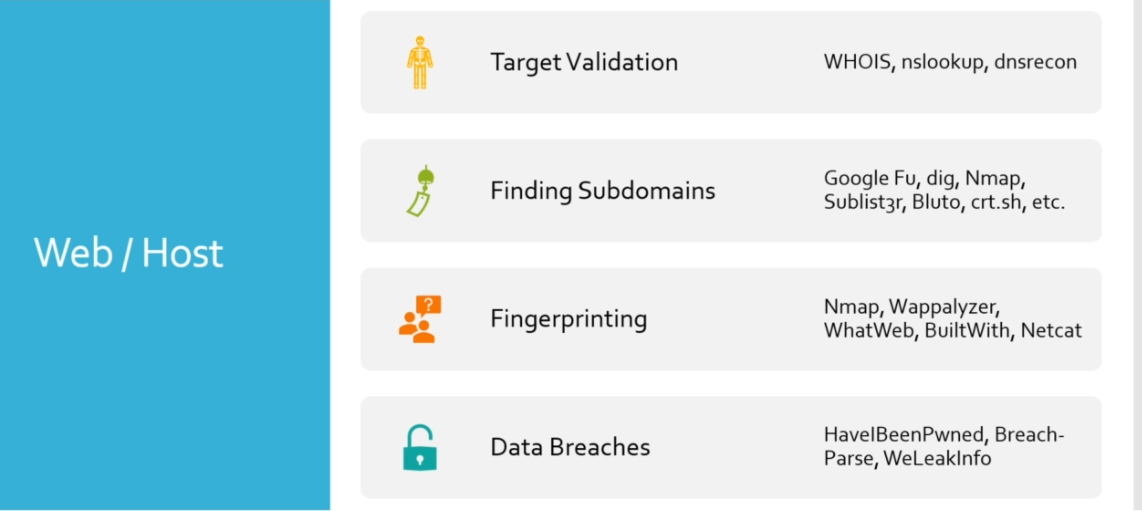 Web / Host
Target Validation
WHOIS, nslookup, dnsrecon
Finding Subdomains
Google Fu, dig, Nmap,
Sublist3r, Bluto, crt.sh, etc.
Fingerprinting
?
Nmap, Wappalyzer,
WhatWeb, BuiltWith, Netcat
Data Breaches
HaveIBeenPwned, Breach-
Parse, WeLeakInfo